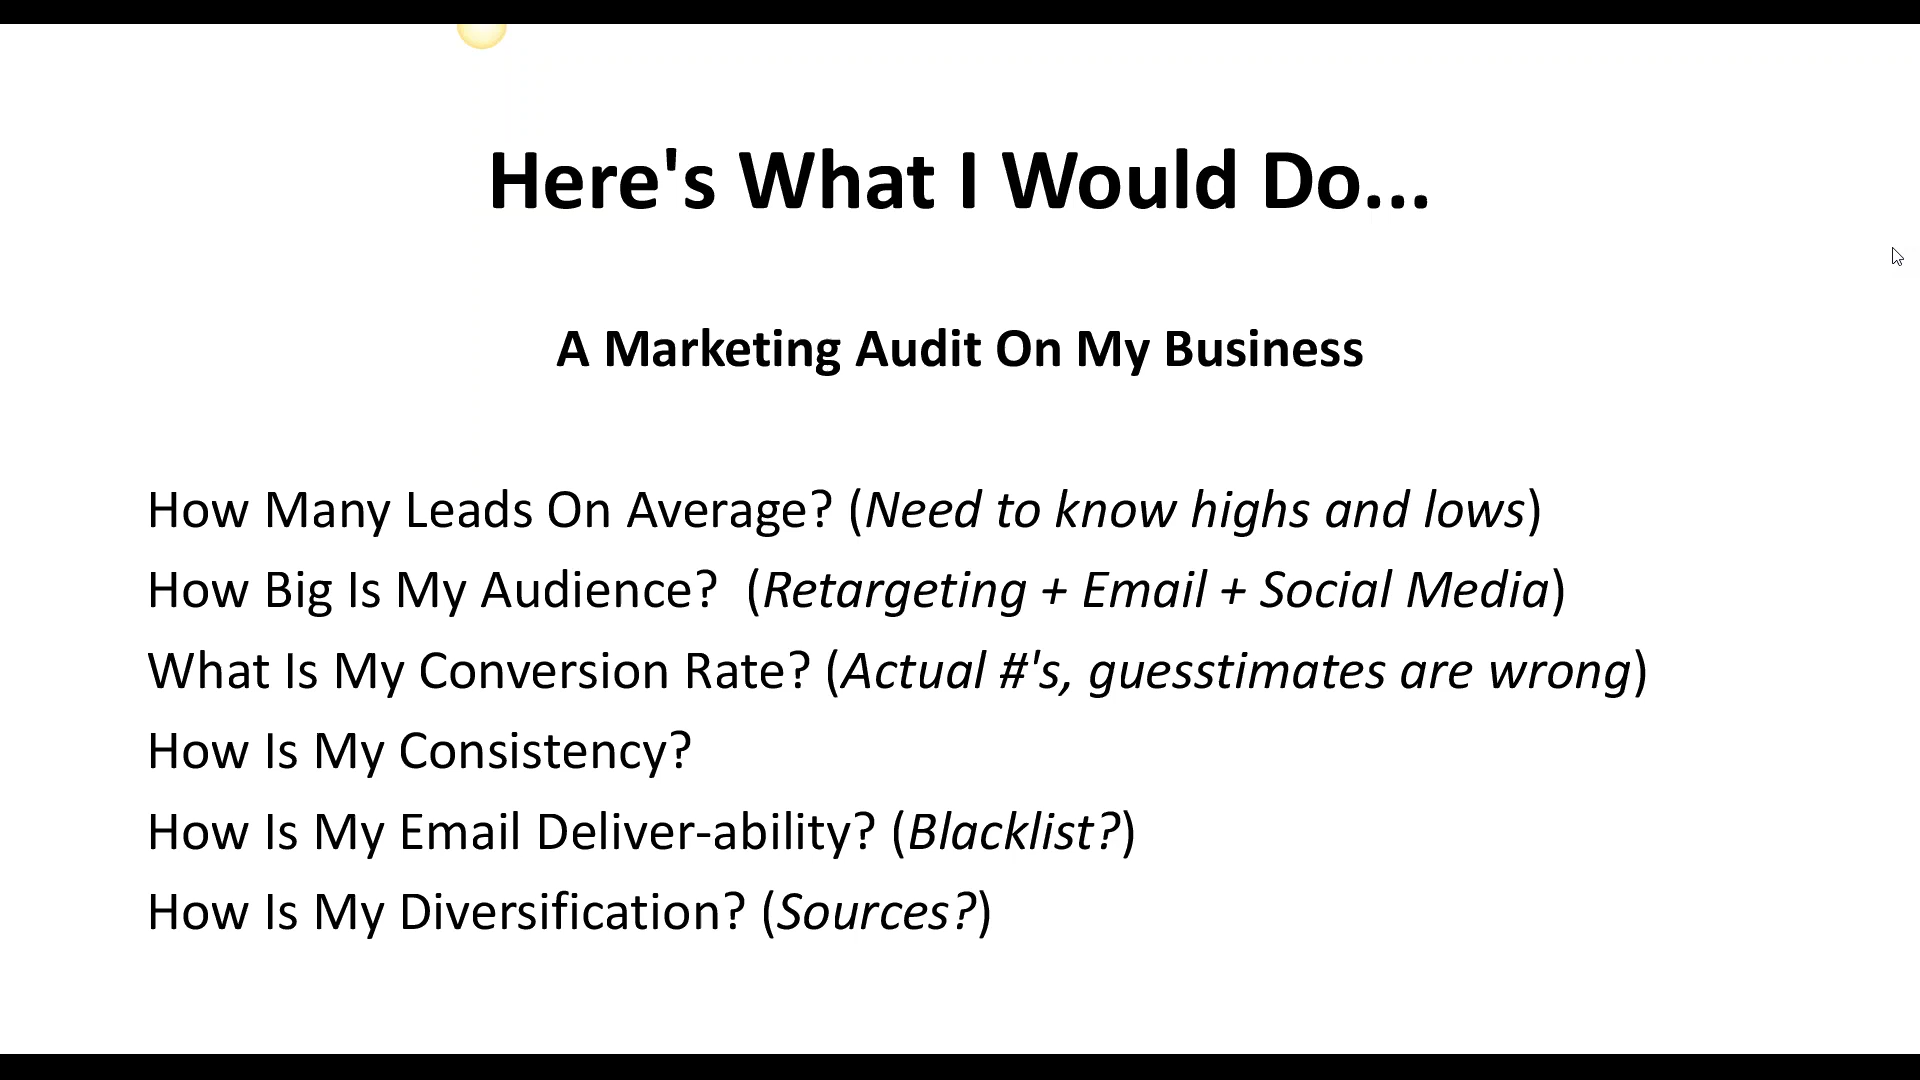 Here's What I Would Do...
A Marketing Audit On My Business
How Many Leads On Average? (Need to know highs and lows)
How Big Is My Audience?  (Retargeting + Email + Social Media)
What Is My Conversion Rate? (Actual #'s, guesstimates are wrong)
How Is My Consistency?
How Is My Email Deliver-ability? (Blacklist?)
How Is My Diversification? (Sources?)